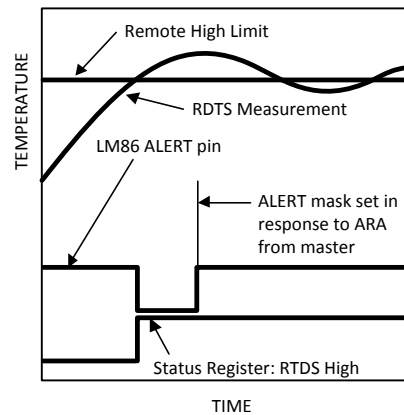 Remote High Limit
TEMPERATURE
RDTS Measurement
LM86 ALERT pin
ALERT mask set in
response to ARA
from master
Status Register: RTDS High
TIME